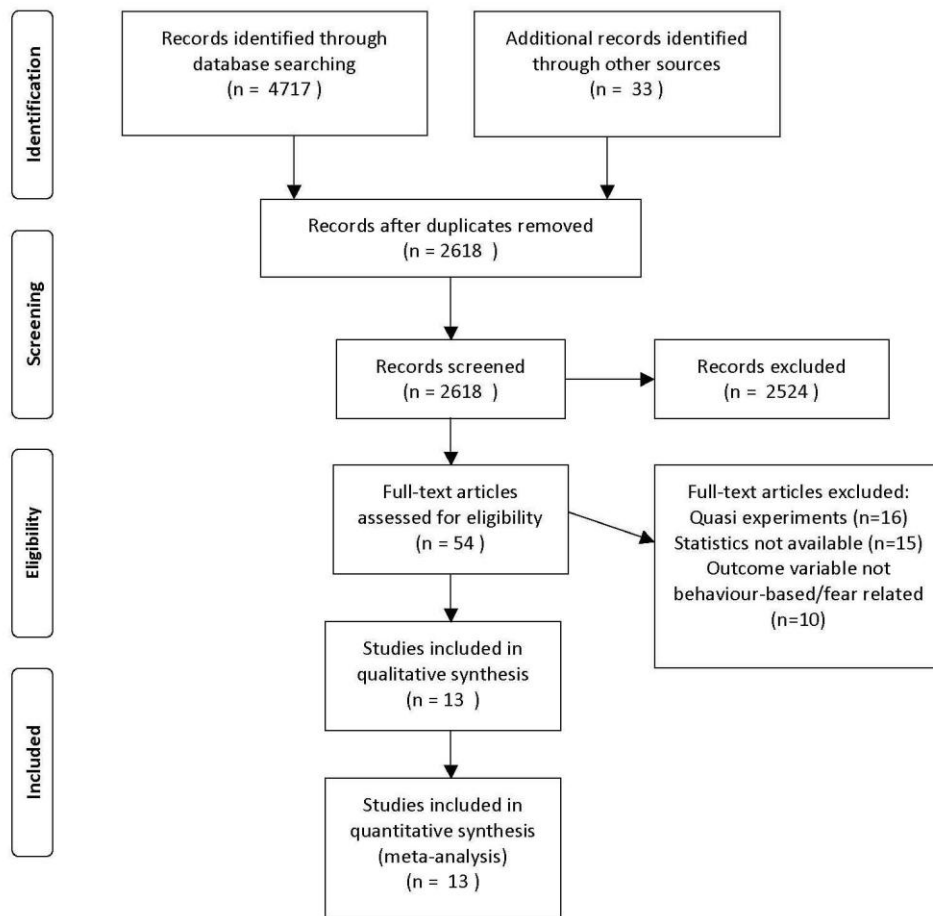 Identification
Records identified through
database searching
(n = 4717 )
Additional records identified
through other sources
(n = 33 )
Records after duplicates removed
(n = 2618 )
Screening
Records screened
(n = 2618 )
Records excluded
(n = 2524 )
Eligibility
Full-text articles
assessed for eligibility
(n = 54 )
Full-text articles excluded:
Quasi experiments (n=16)
Statistics not available (n=15)
Outcome variable not
behaviour-based/fear related
(n=10)
Studies included in
qualitative synthesis
(n = 13 )
Included
Studies included in
quantitative synthesis
(meta-analysis)
(n = 13 )